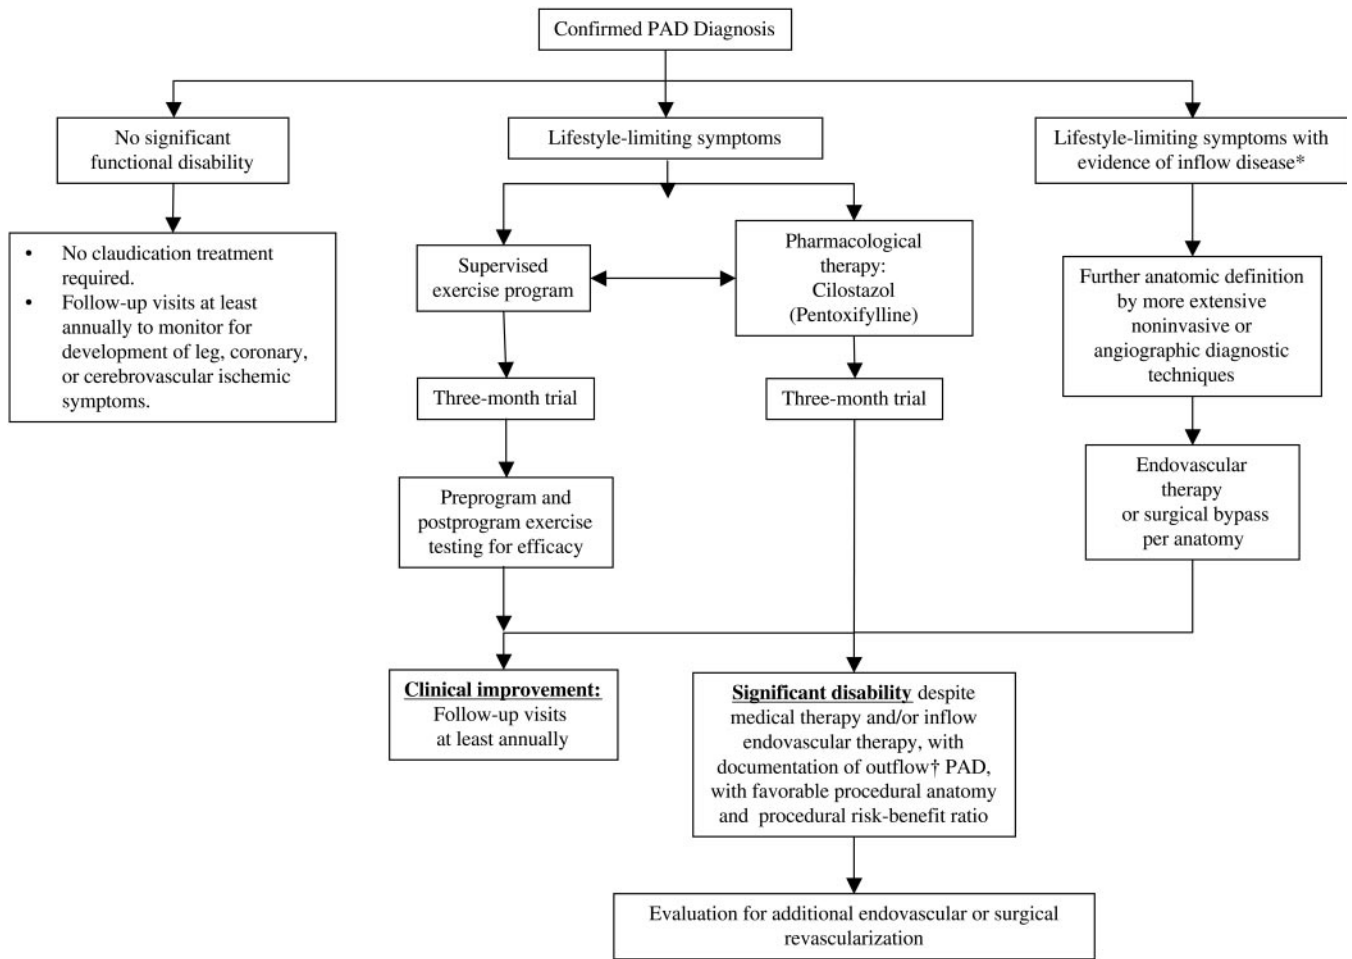 Confirmed PAD Diagnosis
No significant
functional disability
Lifestyle-limiting symptoms
Lifestyle-limiting symptoms with
evidence of inflow disease*
• No claudication treatment
required.
• Follow-up visits at least
annually to monitor for
development of leg, coronary,
or cerebrovascular ischemic
symptoms.
Supervised
exercise program
Pharmacological
therapy:
Cilostazol
(Pentoxifylline)
Further anatomic definition
by more extensive
noninvasive or
angiographic diagnostic
techniques
Three-month trial
Three-month trial
Preprogram and
postprogram exercise
testing for efficacy
Endovascular
therapy
or surgical bypass
per anatomy
Clinical improvement:
Follow-up visits
at least annually
Significant disability despite
medical therapy and/or inflow
endovascular therapy, with
documentation of outflow† PAD,
with favorable procedural anatomy
and procedural risk-benefit ratio
Evaluation for additional endovascular or surgical
revascularization